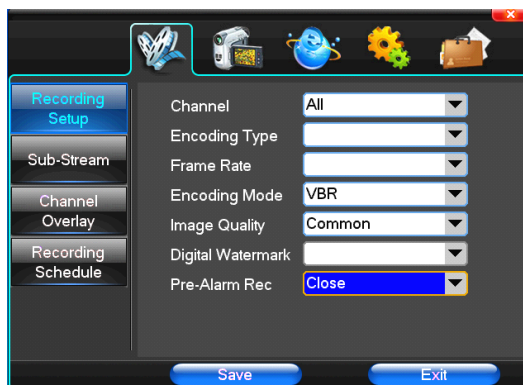 Recording
Setup
Sub-Stream
Channel
Overlay
Recording
Schedule
Channel All
Encoding Type
Frame Rate
Encoding Mode VBR
Image Quality Common
Digital Watermark
Pre-Alarm Rec Close
Save Exit